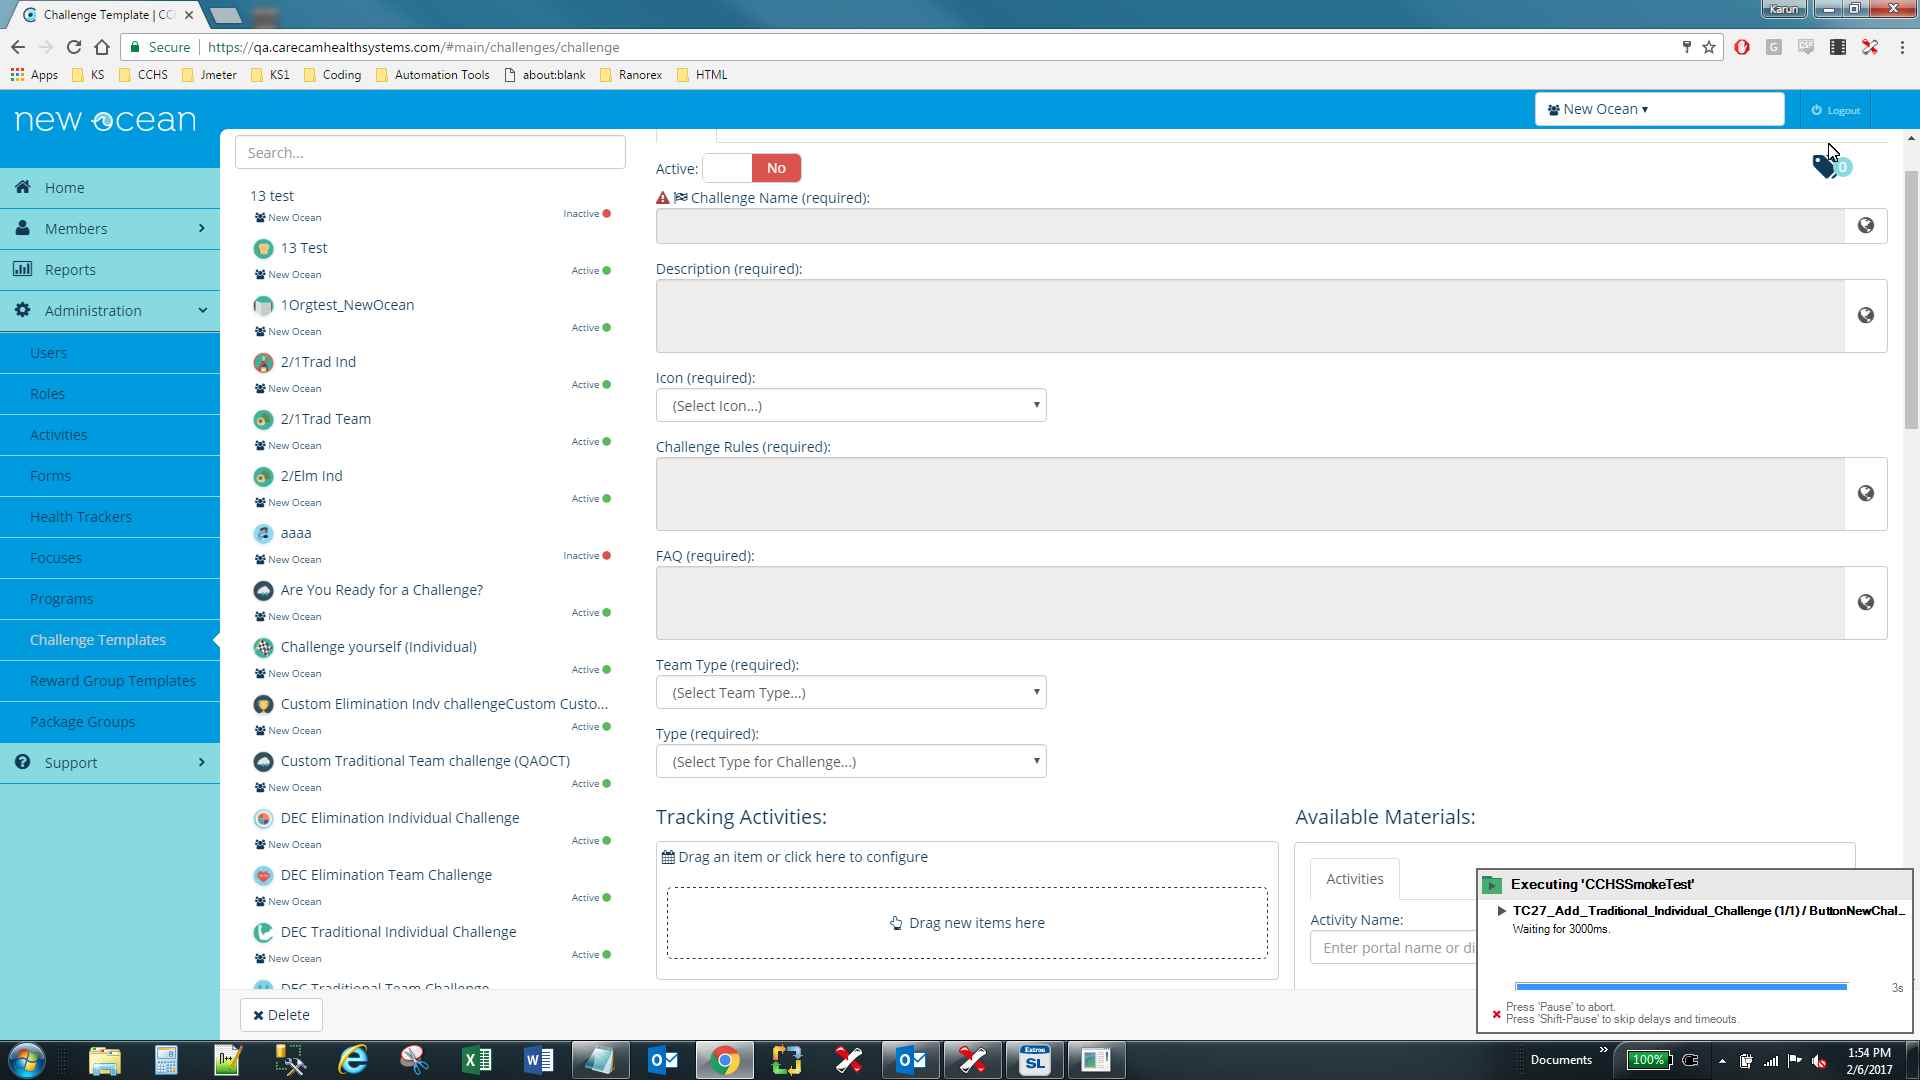 Challenge Template | CC
Karun
Secure
https://qa.carecamhealthsystems.com/#main/challenges/challenge
Apps
KS
CCHS
Jmeter
KS1
Coding
Automation Tools
about:blank
Ranorex
HTML
new ocean
New Ocean
Logout
Home
Members
Reports
Administration
Users
Roles
Activities
Forms
Health Trackers
Focuses
Programs
Challenge Templates
Reward Group Templates
Package Groups
Support
Search...
13 test
New Ocean
Inactive
13 Test
New Ocean
Active
1Orgtest_NewOcean
New Ocean
Active
2/1Trad Ind
New Ocean
Active
2/1Trad Team
New Ocean
Active
2/Elm Ind
New Ocean
Active
aaaa
New Ocean
Inactive
Are You Ready for a Challenge?
New Ocean
Active
Challenge yourself (Individual)
New Ocean
Active
Custom Elimination Indv challengeCustom Custo...
New Ocean
Active
Custom Traditional Team challenge (QAOCT)
New Ocean
Active
DEC Elimination Individual Challenge
New Ocean
Active
DEC Elimination Team Challenge
New Ocean
Active
DEC Traditional Individual Challenge
New Ocean
Active
DEC Traditional Team Challenge
Delete
Active:
No
0
Challenge Name (required):
Description (required):
Icon (required):
(Select Icon...)
Challenge Rules (required):
FAQ (required):
Team Type (required):
(Select Team Type...)
Type (required):
(Select Type for Challenge...)
Tracking Activities:
Drag an item or click here to configure
Drag new items here
Available Materials:
Activities
Activity Name:
Enter portal name or di
Executing 'CCHSSmokeTest'
TC27_Add_Traditional_Individual_Challenge (1/1) / ButtonNewChal...
Waiting for 3000ms.
3s
Press 'Pause' to abort.
Press 'Shift-Pause' to skip delays and timeouts.
Extros
SL
Documents
100%
1:54 PM
2/6/2017